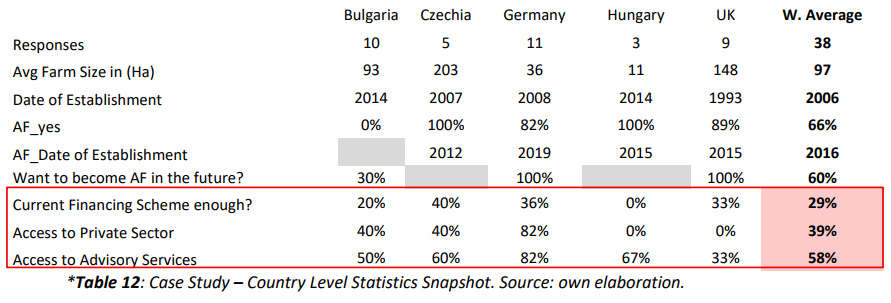 Bulgaria Czechia Germany Hungary UK W. Average
Responses 10 5 11 3 9 38
Avg Farm Size in (Ha) 93 203 36 11 148 97
Date of Establishment 2014 2007 2008 2014 1993 2006
AF_yes 0% 100% 82% 100% 89% 66%
AF_Date of Establishment 2012 2019 2015 2015 2016
Want to become AF in the future? 30% 100% 100% 60%
Current Financing Scheme enough? 20% 40% 36% 0% 33% 29%
Access to Private Sector 40% 40% 82% 0% 0% 39%
Access to Advisory Services 50% 60% 82% 67% 33% 58%
*Table 12: Case Study – Country Level Statistics Snapshot. Source: own elaboration.